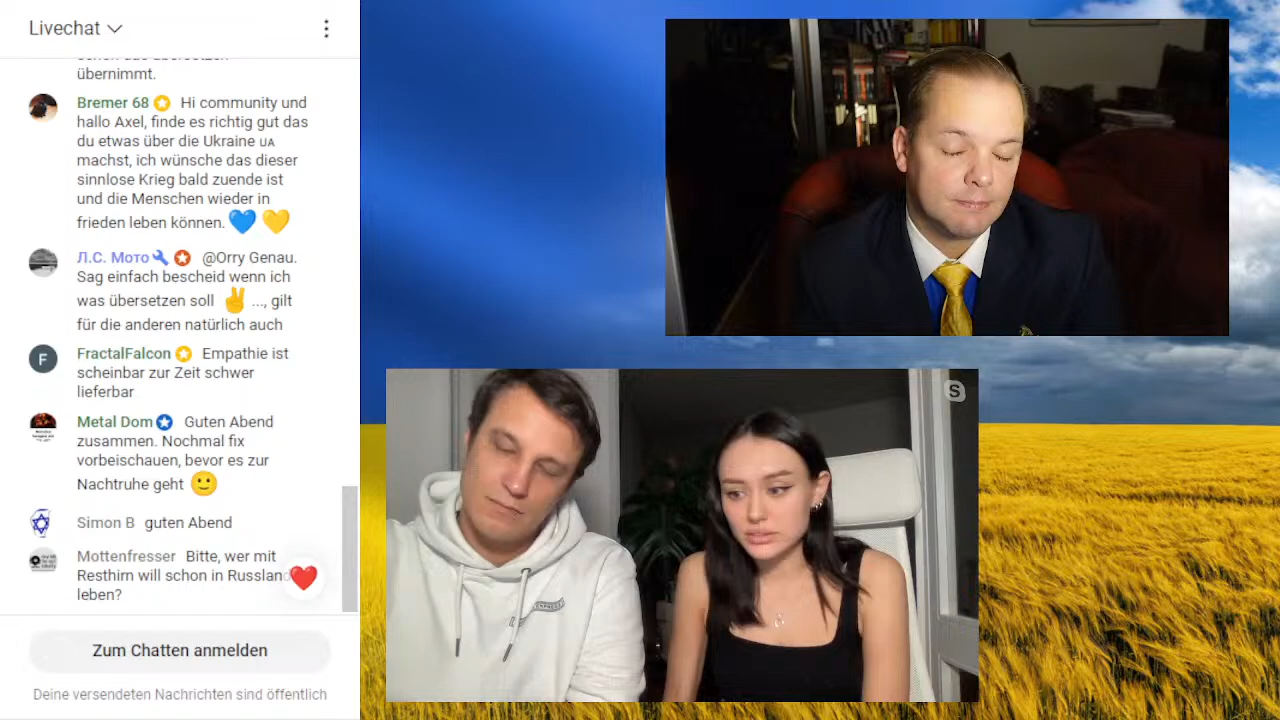 Livechat
übernimmt.
Bremer 68 Hi community und
hallo Axel, finde es richtig gut das
du etwas über die Ukraine UA
machst, ich wünsche das dieser
sinnlose Krieg bald zuende ist
und die Menschen wieder in
frieden leben können. 💙 💛
Л.С. Мото @Orry Genau.
Sag einfach bescheid wenn ich
was übersetzen soll ✌ ..., gilt
für die anderen natürlich auch
F FractalFalcon Empathie ist
scheinbar zur Zeit schwer
lieferbar
Metal Dom Guten Abend
zusammen. Nochmal fix
vorbeischauen, bevor es zur
Nachtruhe geht 🙂
Simon B guten Abend
Mottenfresser Bitte, wer mit
Resthirn will schon in Russland
leben?
Zum Chatten anmelden
Deine versendeten Nachrichten sind öffentlich
S
EXPRESS